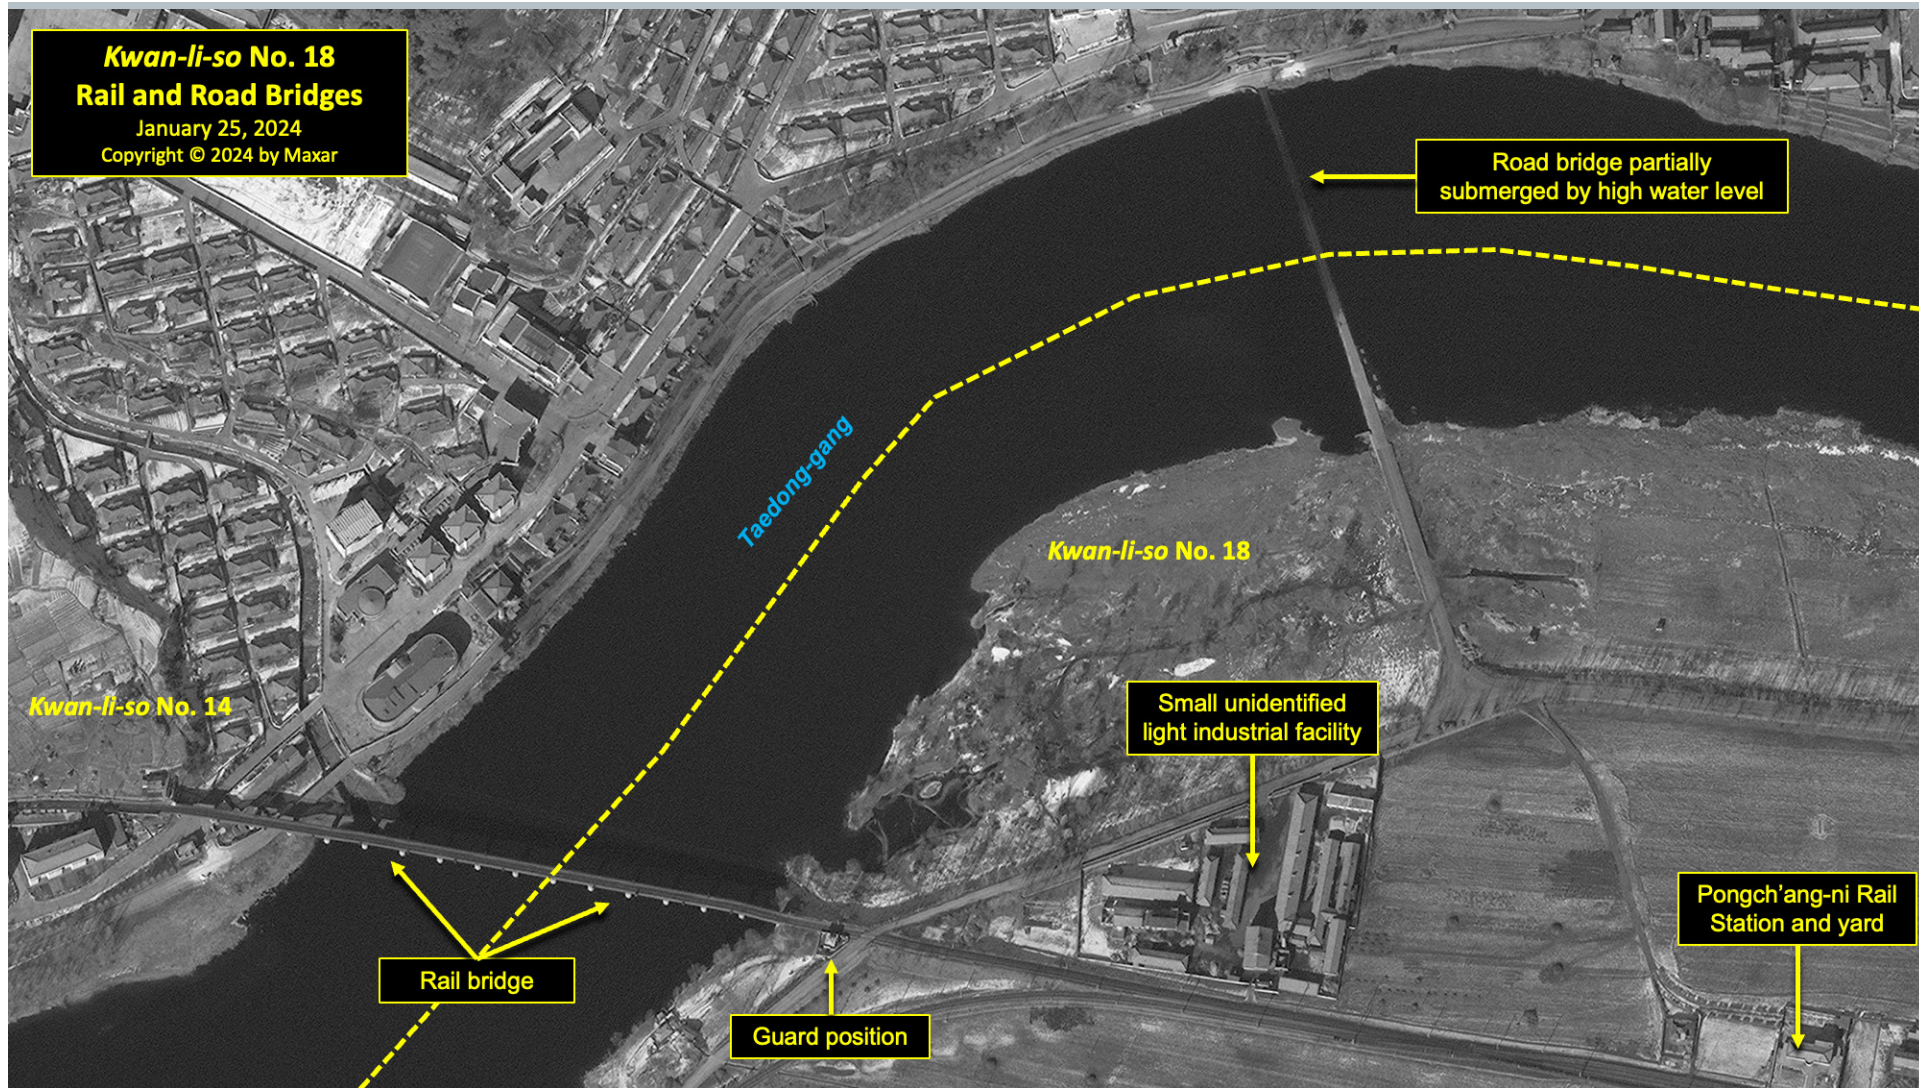 Kwan-li-so No. 18
Rail and Road Bridges
January 25, 2024
Copyright © 2024 by Maxar
Road bridge partially
submerged by high water level
Taedong-gang
Kwan-li-so No. 18
Kwan-li-so No. 14
Small unidentified
light industrial facility
Pongch'ang-ni Rail
Station and yard
Rail bridge
Guard position